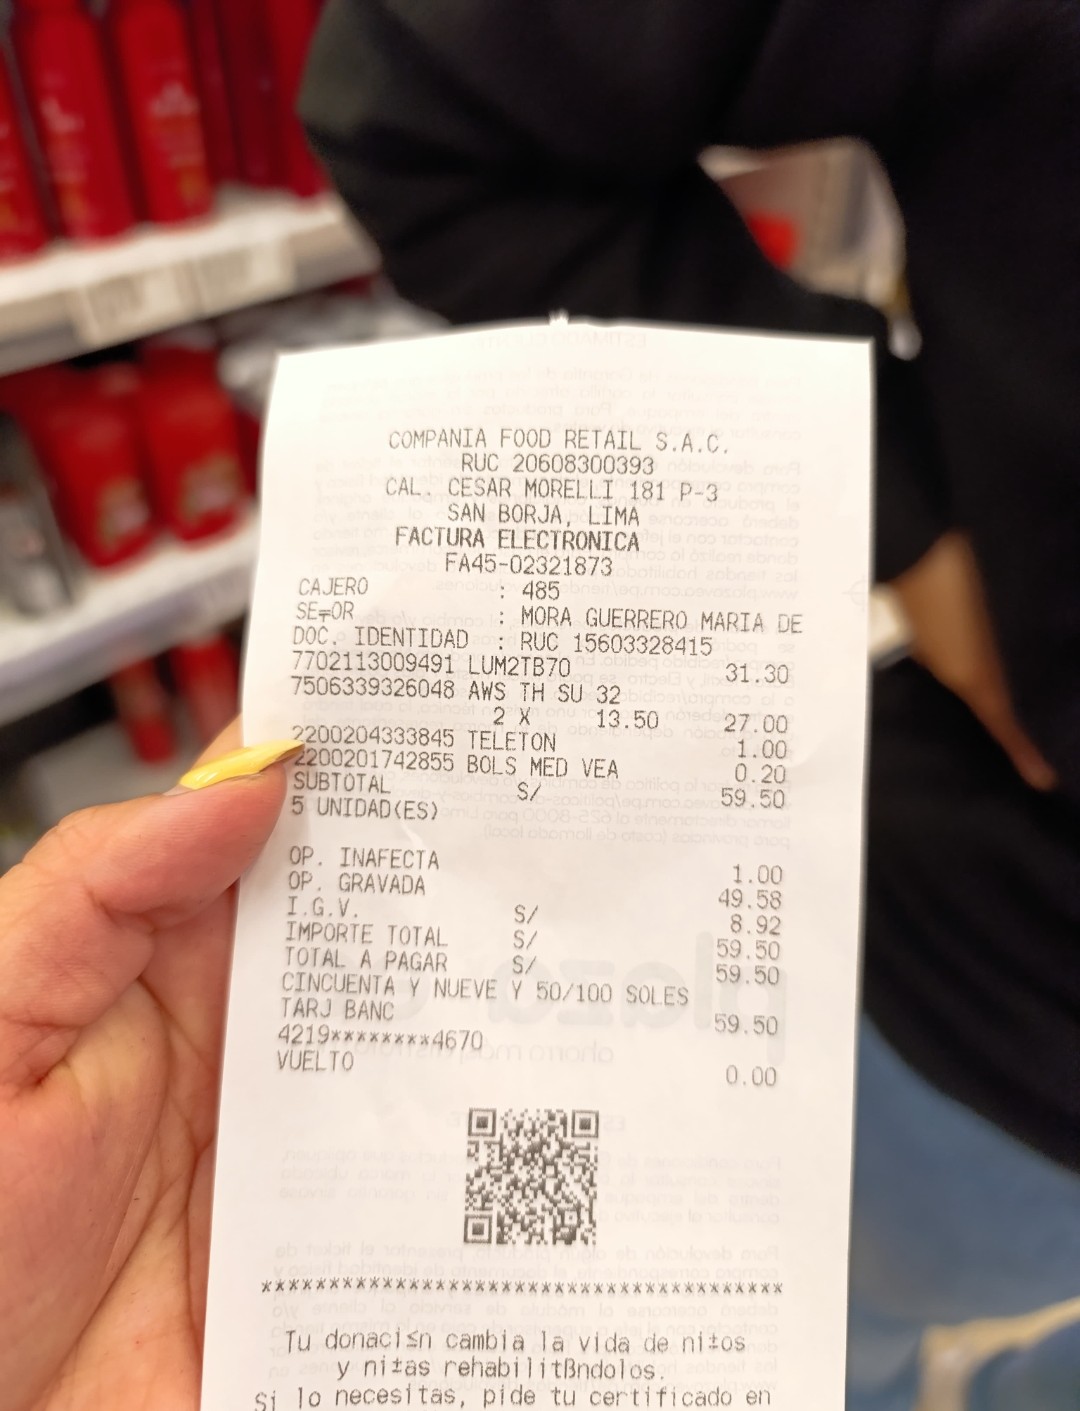 COMPANIA FOOD RETAIL S.A.C.
RUC 20608300393
CAL. CESAR MORELLI 181 P-3
SAN BORJA, LIMA
FACTURA ELECTRONICA
FA45-02321873
CAJERO : 485
SE╤OR : MORA GUERRERO MARIA DE
DOC. IDENTIDAD : RUC 15603328415
7702113009491 LUM2TB70 31.30
7506339326048 AWS TH SU 32
2 X 13.50 27.00
2200204333845 TELETON 1.00
2200201742855 BOLS MED VEA 0.20
SUBTOTAL S/ 59.50
5 UNIDAD(ES)
OP. INAFECTA 1.00
OP. GRAVADA 49.58
I.G.V. S/ 8.92
IMPORTE TOTAL S/ 59.50
TOTAL A PAGAR S/ 59.50
CINCUENTA Y NUEVE Y 50/100 SOLES
TARJ BANC 59.50
4219********4670
VUELTO 0.00
****************************************
Tu donaci≤n cambia la vida de ni±os
y ni±as rehabilitßndolos.
Si lo necesitas, pide tu certificado en